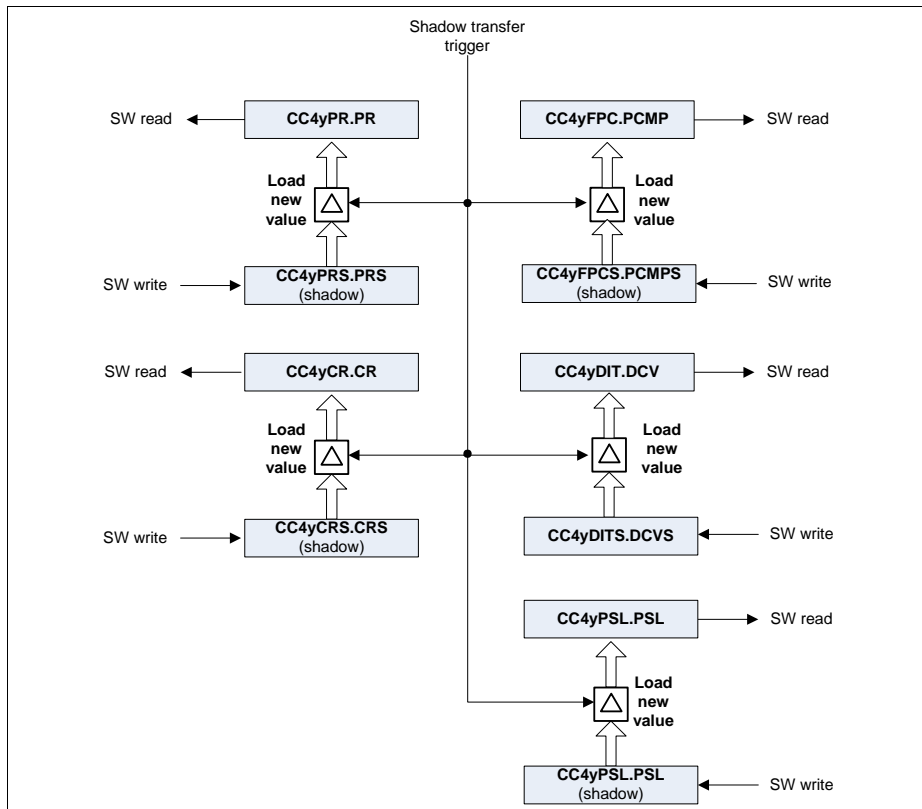 Shadow transfer
trigger
SW read
CC4yPR.PR
CC4yFPC.PCMP
SW read
Load
new
value
Load
new
value
SW write
CC4yPRS.PRS
(shadow)
CC4yFPCS.PCMPS
(shadow)
SW write
SW read
CC4yCR.CR
CC4yDIT.DCV
SW read
Load
new
value
Load
new
value
SW write
CC4yCRS.CRS
(shadow)
CC4yDITS.DCVS
SW write
CC4yPSL.PSL
SW read
Load
new
value
CC4yPSL.PSL
(shadow)
SW write